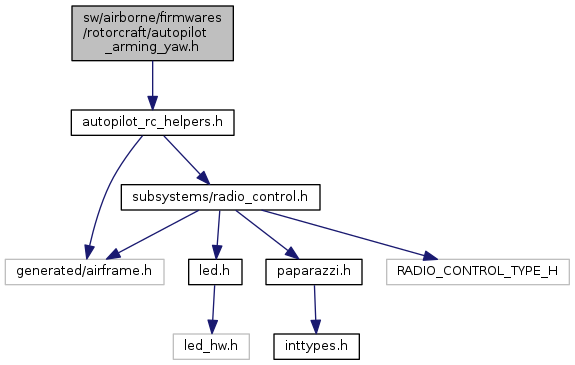 sw/airborne/firmwares
/rotorcraft/autopilot
_arming_yaw.h
autopilot_rc_helpers.h
subsystems/radio_control.h
generated/airframe.h
led.h
paparazzi.h
RADIO_CONTROL_TYPE_H
led_hw.h
inttypes.h